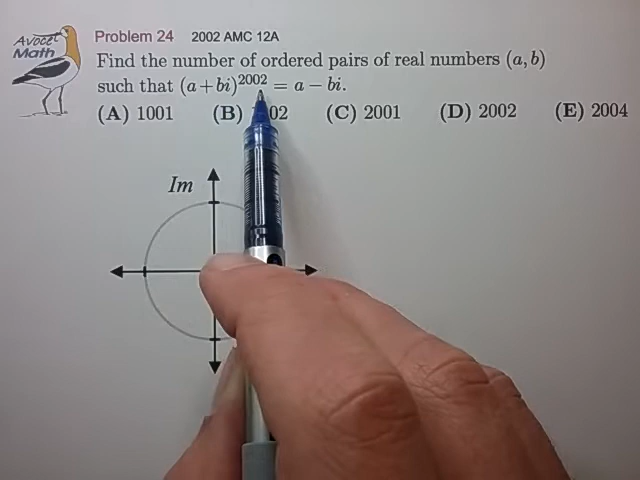 Avocet
Math
Problem 24 2002 AMC 12A
Find the number of ordered pairs of real numbers (a, b)
such that (a + bi)^2002 = a − bi.
(A) 1001 (B) 02 (C) 2001 (D) 2002 (E) 2004
Im